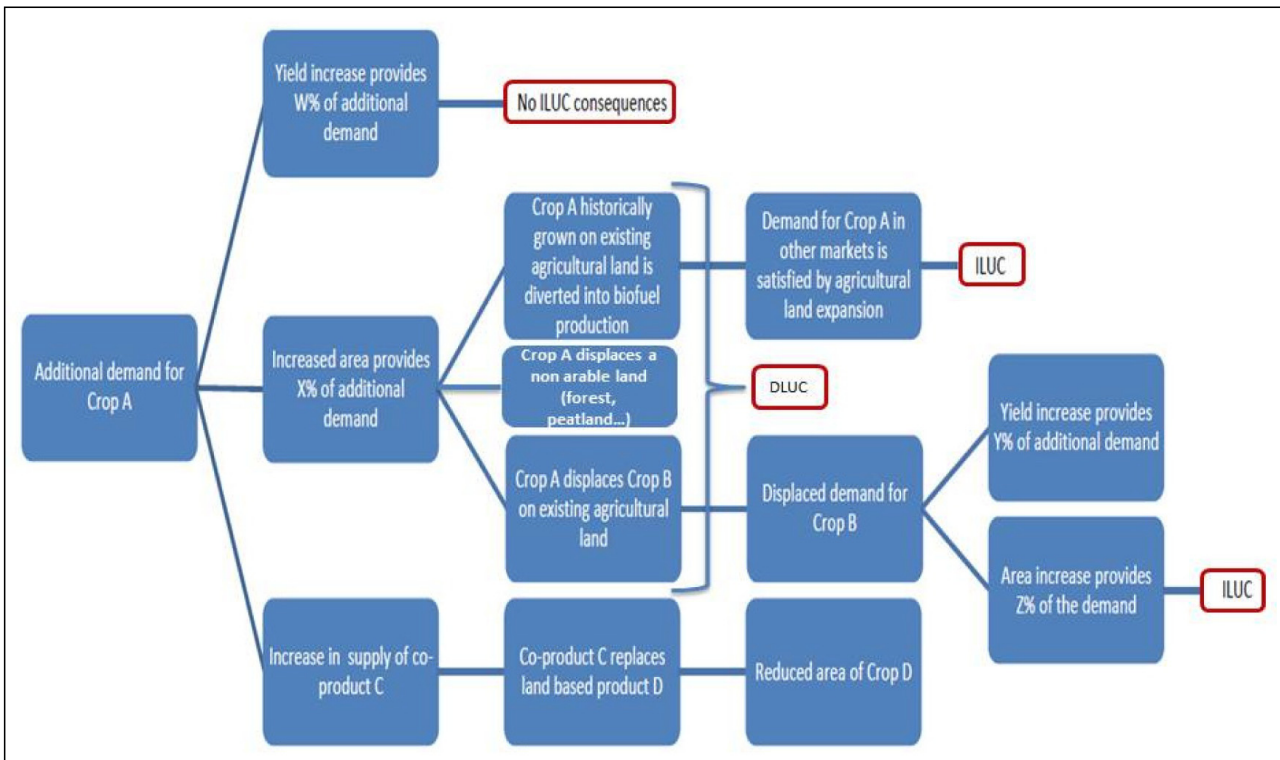 Yield increase provides
W% of additional
demand
No ILUC consequences
Crop A historically
grown on existing
agricultural land is
diverted into biofuel
production
Demand for Crop A in
other markets is
satisfied by agricultural
land expansion
ILUC
Additional demand for
Crop A
Increased area provides
X% of additional
demand
Crop A displaces a
non arable land
(forest,
peatland...)
DLUC
Crop A displaces Crop B
on existing agricultural
land
Displaced demand for
Crop B
Yield increase provides
Y% of additional demand
Area increase provides
Z% of the demand
ILUC
Increase in supply of co-
product C
Co-product C replaces
land based product D
Reduced area of Crop D